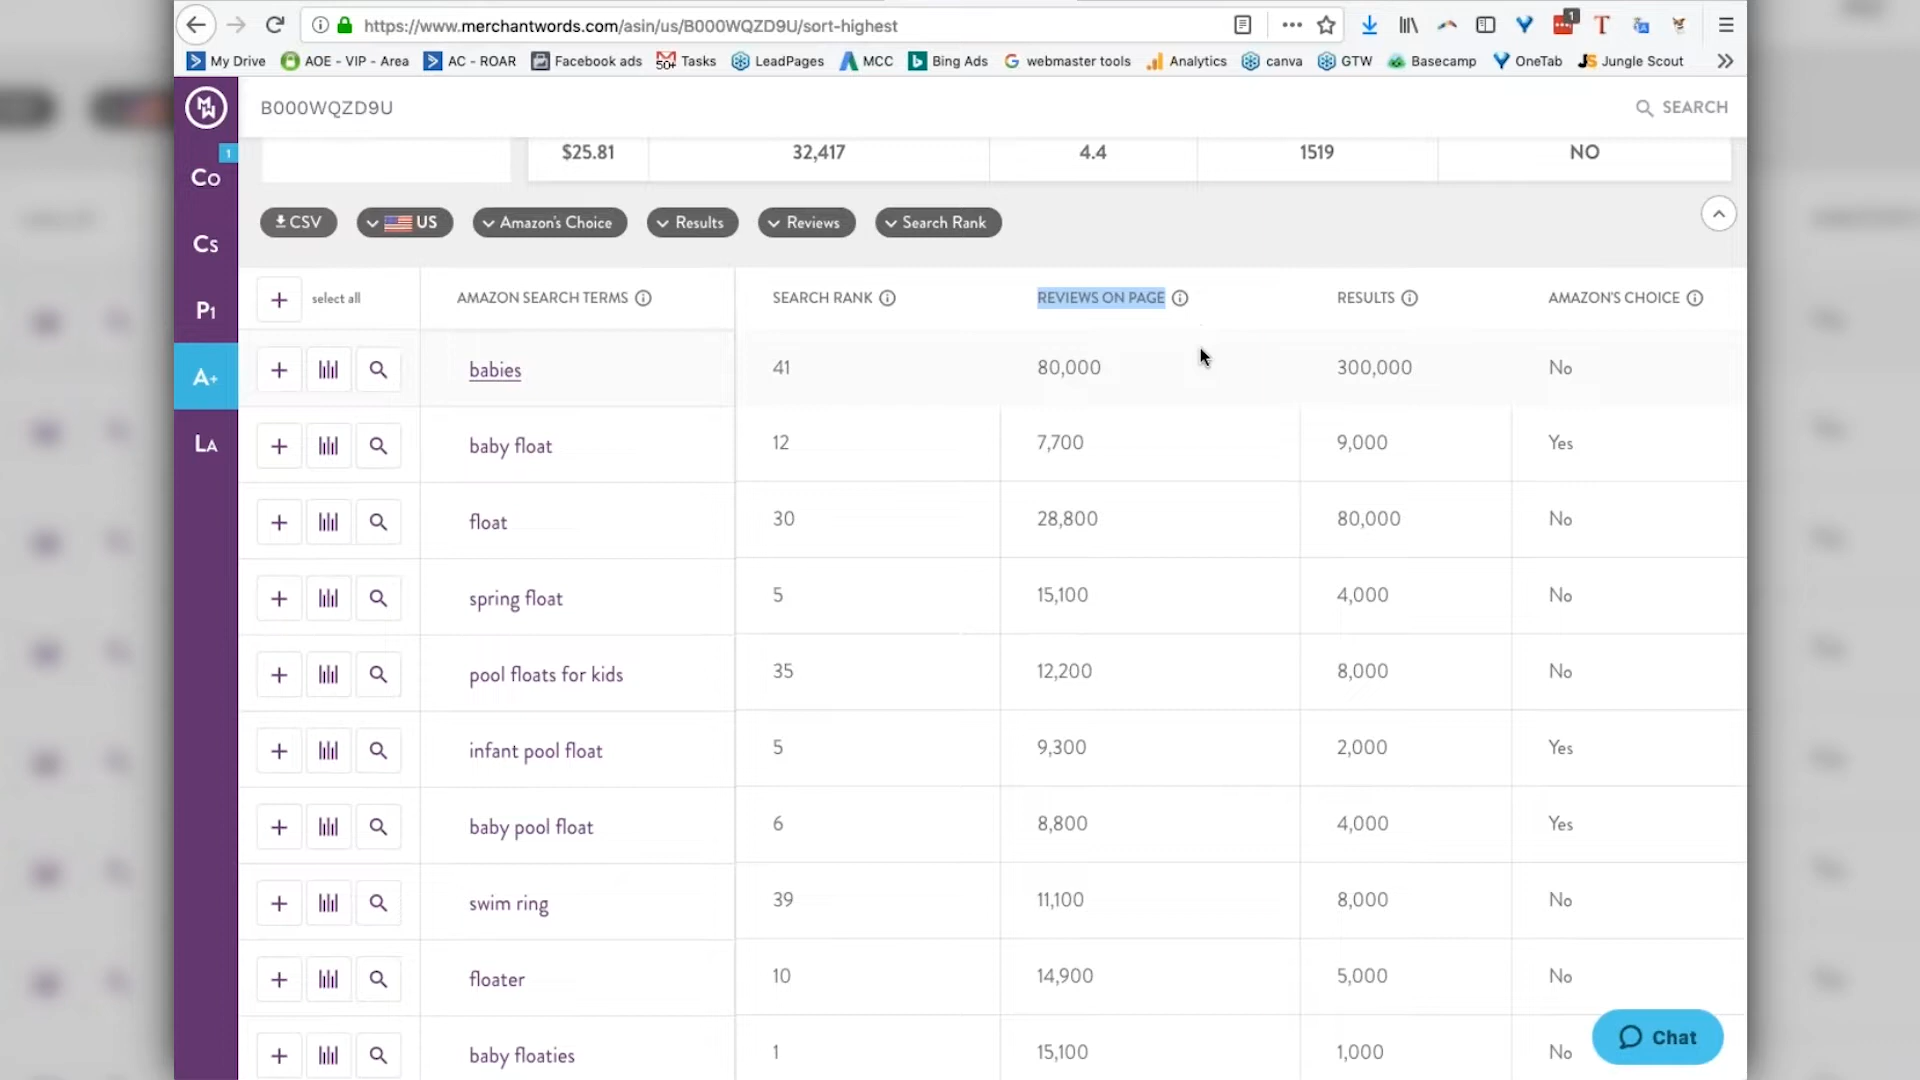 https://www.merchantwords.com/asin/us/B000WQZD9U/sort-highest
1
My Drive AOE - VIP - Area AC - ROAR Facebook ads 50+ Tasks LeadPages MCC Bing Ads webmaster tools Analytics canva GTW Basecamp OneTab JS Jungle Scout
MW B000WQZD9U SEARCH
1
$25.81 32,417 4.4 1519 NO
Co
CSV US Amazon's Choice Results Reviews Search Rank
Cs
select all AMAZON SEARCH TERMS SEARCH RANK REVIEWS ON PAGE RESULTS AMAZON'S CHOICE
P1
babies 41 80,000 300,000 No
A+
baby float 12 7,700 9,000 Yes
LA
float 30 28,800 80,000 No
spring float 5 15,100 4,000 No
pool floats for kids 35 12,200 8,000 No
infant pool float 5 9,300 2,000 Yes
baby pool float 6 8,800 4,000 Yes
swim ring 39 11,100 8,000 No
floater 10 14,900 5,000 No
baby floaties 1 15,100 1,000 No
Chat